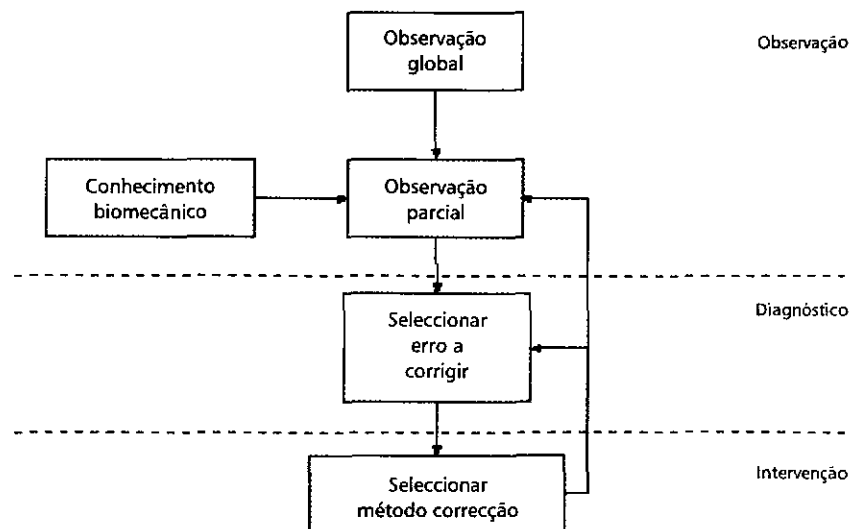 Observação
global
Observação
Conhecimento
biomecânico
Observação
parcial
Seleccionar
erro a
corrigir
Diagnóstico
Seleccionar
método correcção
Intervenção